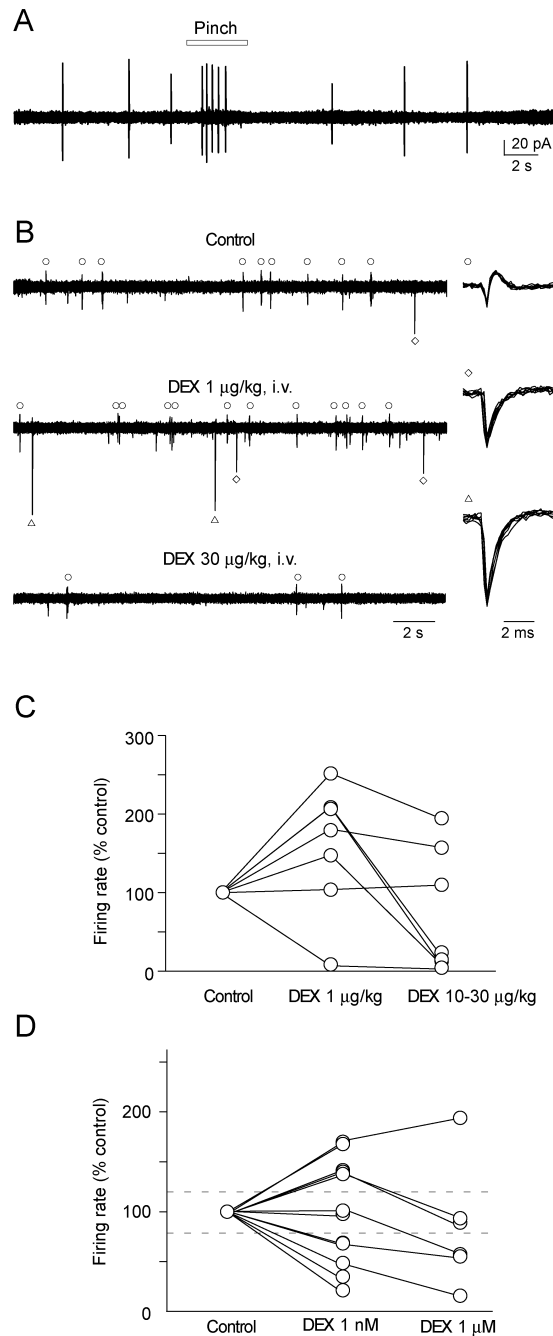 A
Pinch
20 pA
2 s
B
Control
DEX 1 µg/kg, i.v.
DEX 30 µg/kg, i.v.
2 s
2 ms
C
Firing rate (% control)
300
200
100
0
Control
DEX 1 µg/kg
DEX 10-30 µg/kg
D
Firing rate (% control)
200
100
0
Control
DEX 1 nM
DEX 1 µM